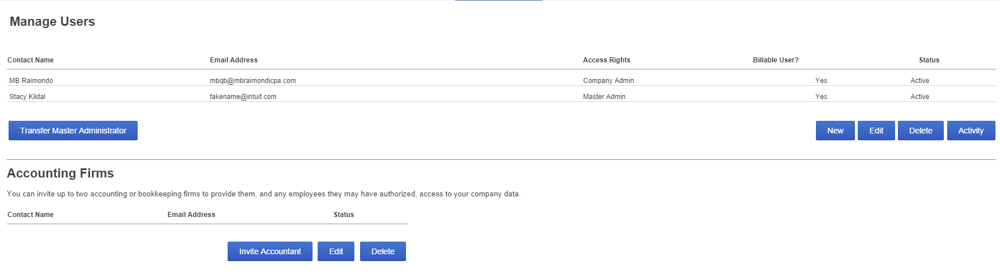 Manage Users
Contact Name Email Address Access Rights Billable User? Status
MB Raimondo mbqb@mbraimondicpa.com Company Admin Yes Active
Stacy Kildal fakename@intuit.com Master Admin Yes Active
Transfer Master Administrator New Edit Delete Activity
Accounting Firms
You can invite up to two accounting or bookkeeping firms to provide them, and any employees they may have authorized, access to your company data.
Contact Name Email Address Status
Invite Accountant Edit Delete